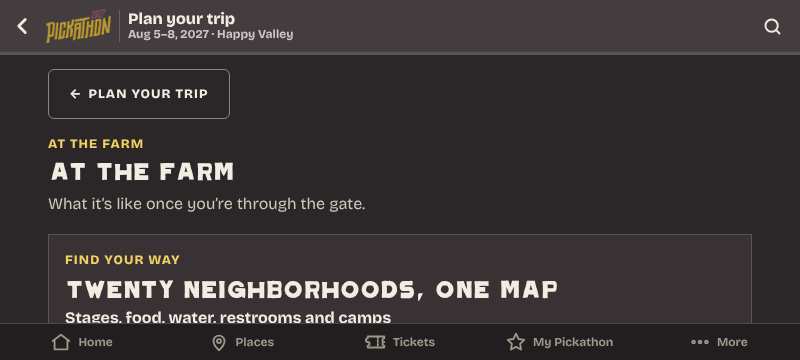 PICKATHON
Plan your trip
Aug 5–8, 2027 · Happy Valley
← PLAN YOUR TRIP
AT THE FARM
AT THE FARM
What it's like once you're through the gate.
FIND YOUR WAY
TWENTY NEIGHBORHOODS, ONE MAP
Stages, food, water, restrooms and camps
Home
Places
Tickets
My Pickathon
More